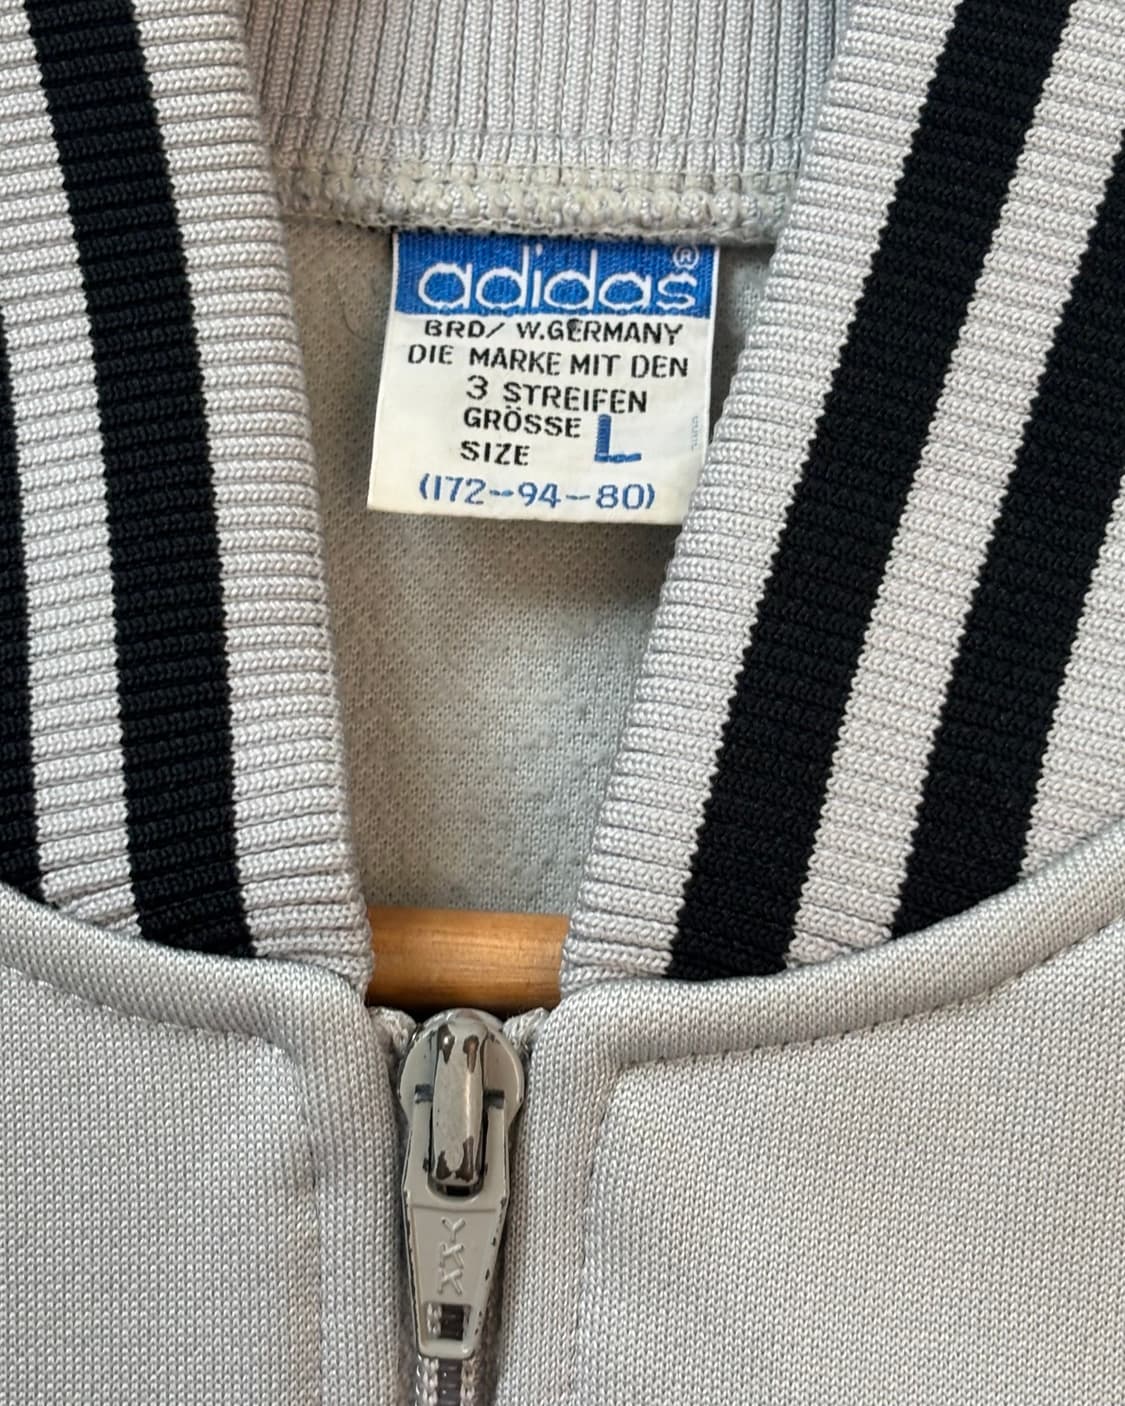 adidas®
BRD/ W.GERMANY
DIE MARKE MIT DEN
3 STREIFEN
GRÖSSE L
SIZE
(172-94-80)
YKK